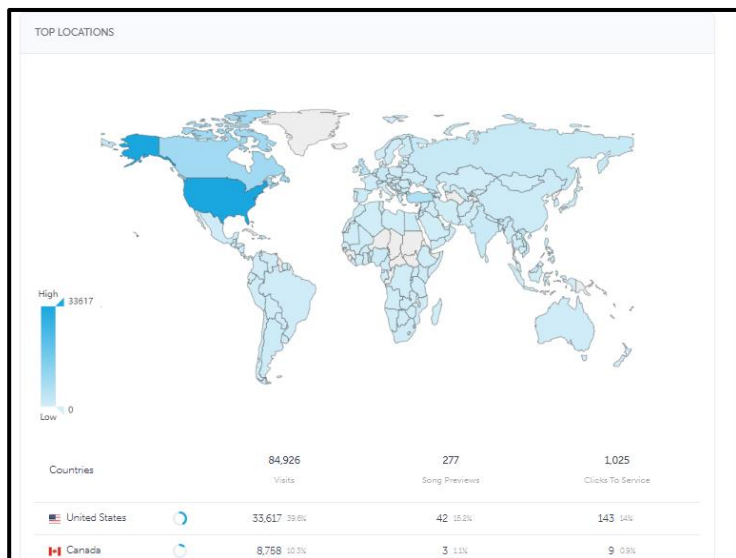 TOP LOCATIONS
High
33617
0
Low
Countries
84,926
277
1,025
Visits
Song Previews
Clicks To Service
United States 33,617 39.6% 42 15.2% 143 14%
Canada 8,758 10.3% 3 1.1% 9 0.9%